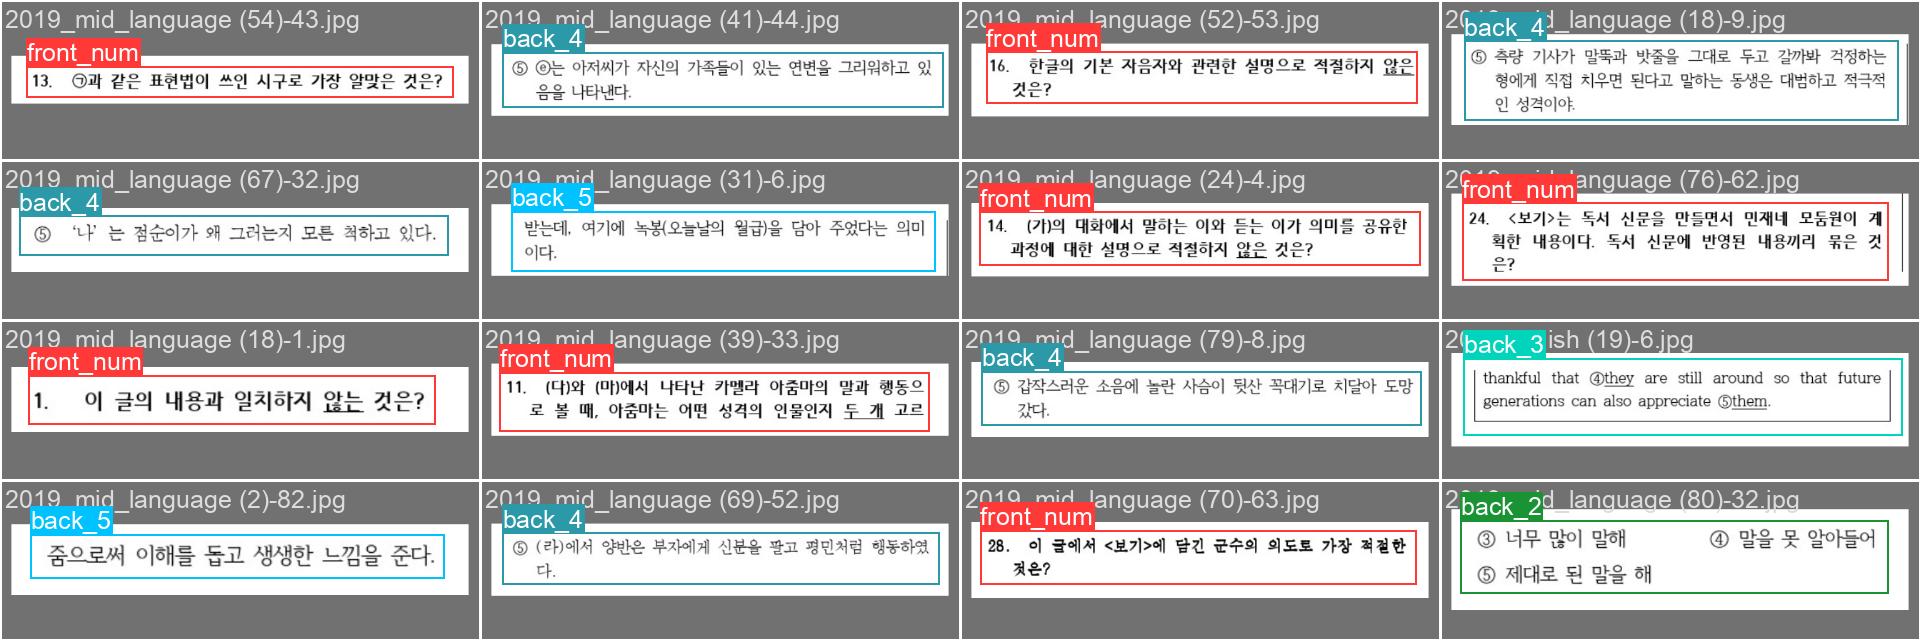 2019_mid_language (54)-43.jpg
front_num
13. ㉠과 같은 표현법이 쓰인 시구로 가장 알맞은 것은?
2019_mid_language (41)-44.jpg
back_4
⑤ ⓔ는 아저씨가 자신의 가족들이 있는 연변을 그리워하고 있
음을 나타낸다.
2019_mid_language (52)-53.jpg
front_num
16. 한글의 기본 자음자와 관련한 설명으로 적절하지 않은
것은?
_language (18)-9.jpg
back_4
⑤ 측량 기사가 말뚝과 밧줄을 그대로 두고 갈까봐 걱정하는
형에게 직접 치우면 된다고 말하는 동생은 대범하고 적극적
인 성격이야.
2019_mid_language (67)-32.jpg
back_4
⑤ ‘나’는 점순이가 왜 그러는지 모른 척하고 있다.
2019_mid_language (31)-6.jpg
back_5
받는데, 여기에 녹봉(오늘날의 월급)을 담아 주었다는 의미
이다.
2019_mid_language (24)-4.jpg
front_num
14. (가)의 대화에서 말하는 이와 듣는 이가 의미를 공유한
과정에 대한 설명으로 적절하지 않은 것은?
language (76)-62.jpg
front_num
24. <보기>는 독서 신문을 만들면서 민재네 모둠원이 계
획한 내용이다. 독서 신문에 반영된 내용끼리 묶은 것
은?
2019_mid_language (18)-1.jpg
front_num
1. 이 글의 내용과 일치하지 않는 것은?
2019_mid_language (39)-33.jpg
front_num
11. (다)와 (마)에서 나타난 카멜라 아줌마의 말과 행동으
로 볼 때, 아줌마는 어떤 성격의 인물인지 두 개 고르
2019_mid_language (79)-8.jpg
back_4
⑤ 갑작스러운 소음에 놀란 사슴이 뒷산 꼭대기로 치달아 도망
갔다.
ish (19)-6.jpg
back_3
thankful that ④they are still around so that future
generations can also appreciate ⑤them.
2019_mid_language (2)-82.jpg
back_5
줌으로써 이해를 돕고 생생한 느낌을 준다.
2019_mid_language (69)-52.jpg
back_4
⑤ (라)에서 양반은 부자에게 신분을 팔고 평민처럼 행동하였
다.
2019_mid_language (70)-63.jpg
front_num
28. 이 글에서 <보기>에 담긴 군수의 의도로 가장 적절한
것은?
_language (80)-32.jpg
back_2
③ 너무 많이 말해 ④ 말을 못 알아들어
⑤ 제대로 된 말을 해